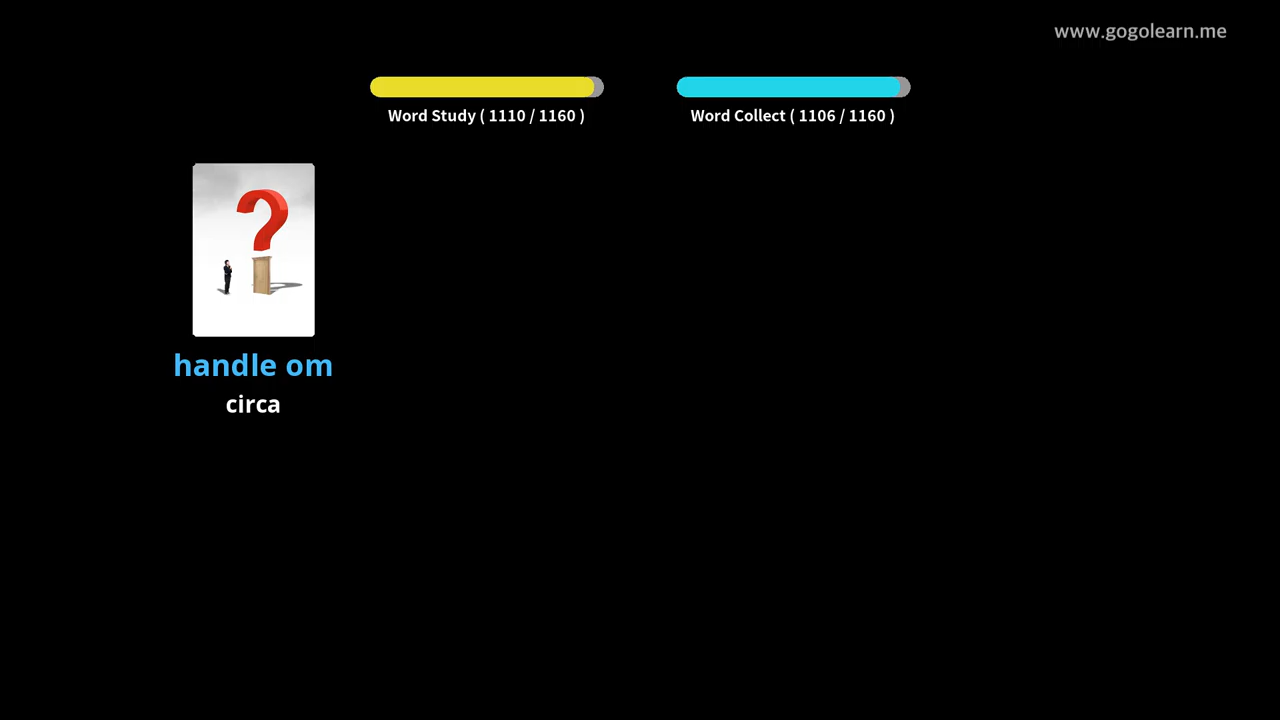 www.gogolearn.me
Word Study ( 1110 / 1160 )
Word Collect ( 1106 / 1160 )
handle om
circa